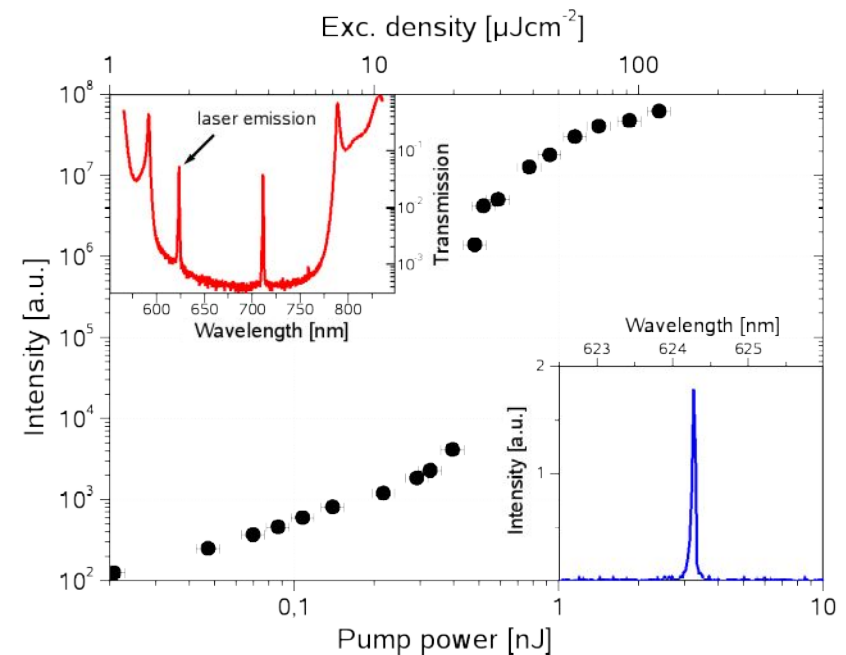 Exc. density [µJcm⁻²]
1 10 100
10⁸
10⁷
10⁶
10⁵
10⁴
10³
10²
Intensity [a.u.]
0,1 1 10
Pump power [nJ]
laser emission
10⁻¹
10⁻²
10⁻³
Transmission
600 650 700 750 800
Wavelength [nm]
Wavelength [nm]
623 624 625
2
1
Intensity [a.u.]